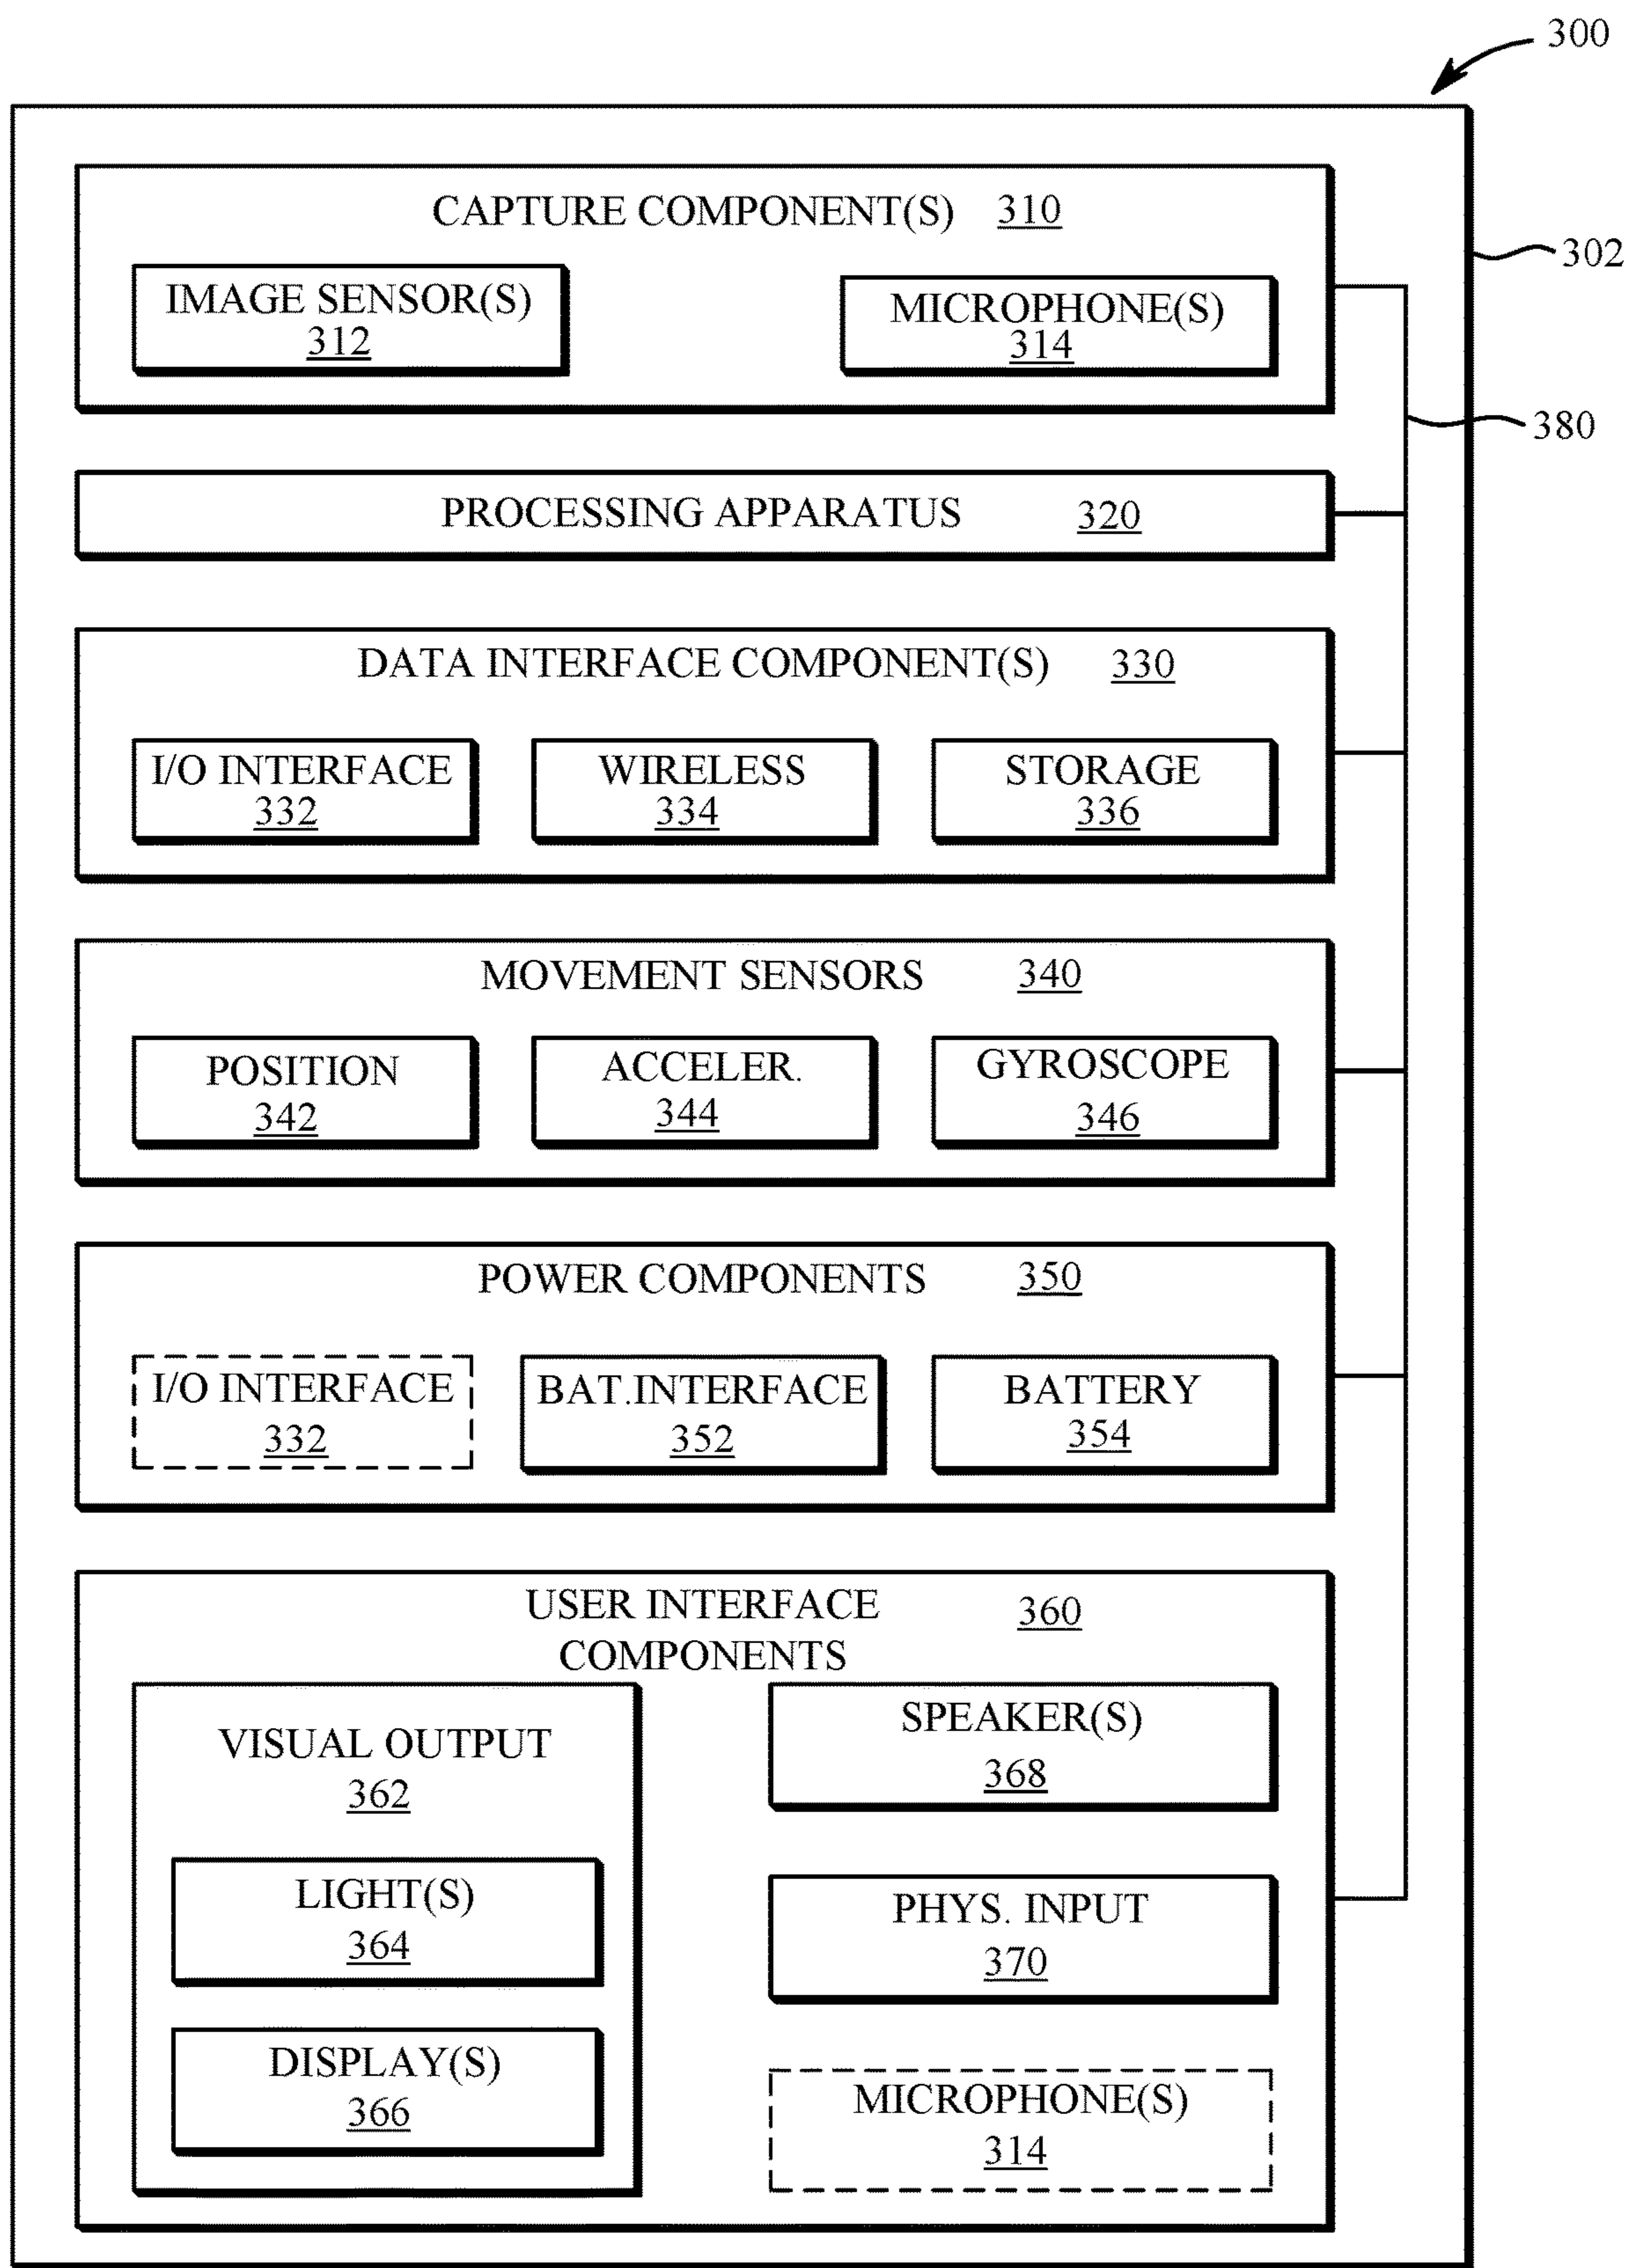 300
CAPTURE COMPONENT(S) 310
302
IMAGE SENSOR(S)
312
MICROPHONE(S)
314
380
PROCESSING APPARATUS 320
DATA INTERFACE COMPONENT(S) 330
I/O INTERFACE
332
WIRELESS
334
STORAGE
336
MOVEMENT SENSORS 340
POSITION
342
ACCELER.
344
GYROSCOPE
346
POWER COMPONENTS 350
I/O INTERFACE
332
BAT.INTERFACE
352
BATTERY
354
USER INTERFACE 360
COMPONENTS
VISUAL OUTPUT
362
LIGHT(S)
364
DISPLAY(S)
366
SPEAKER(S)
368
PHYS. INPUT
370
MICROPHONE(S)
314